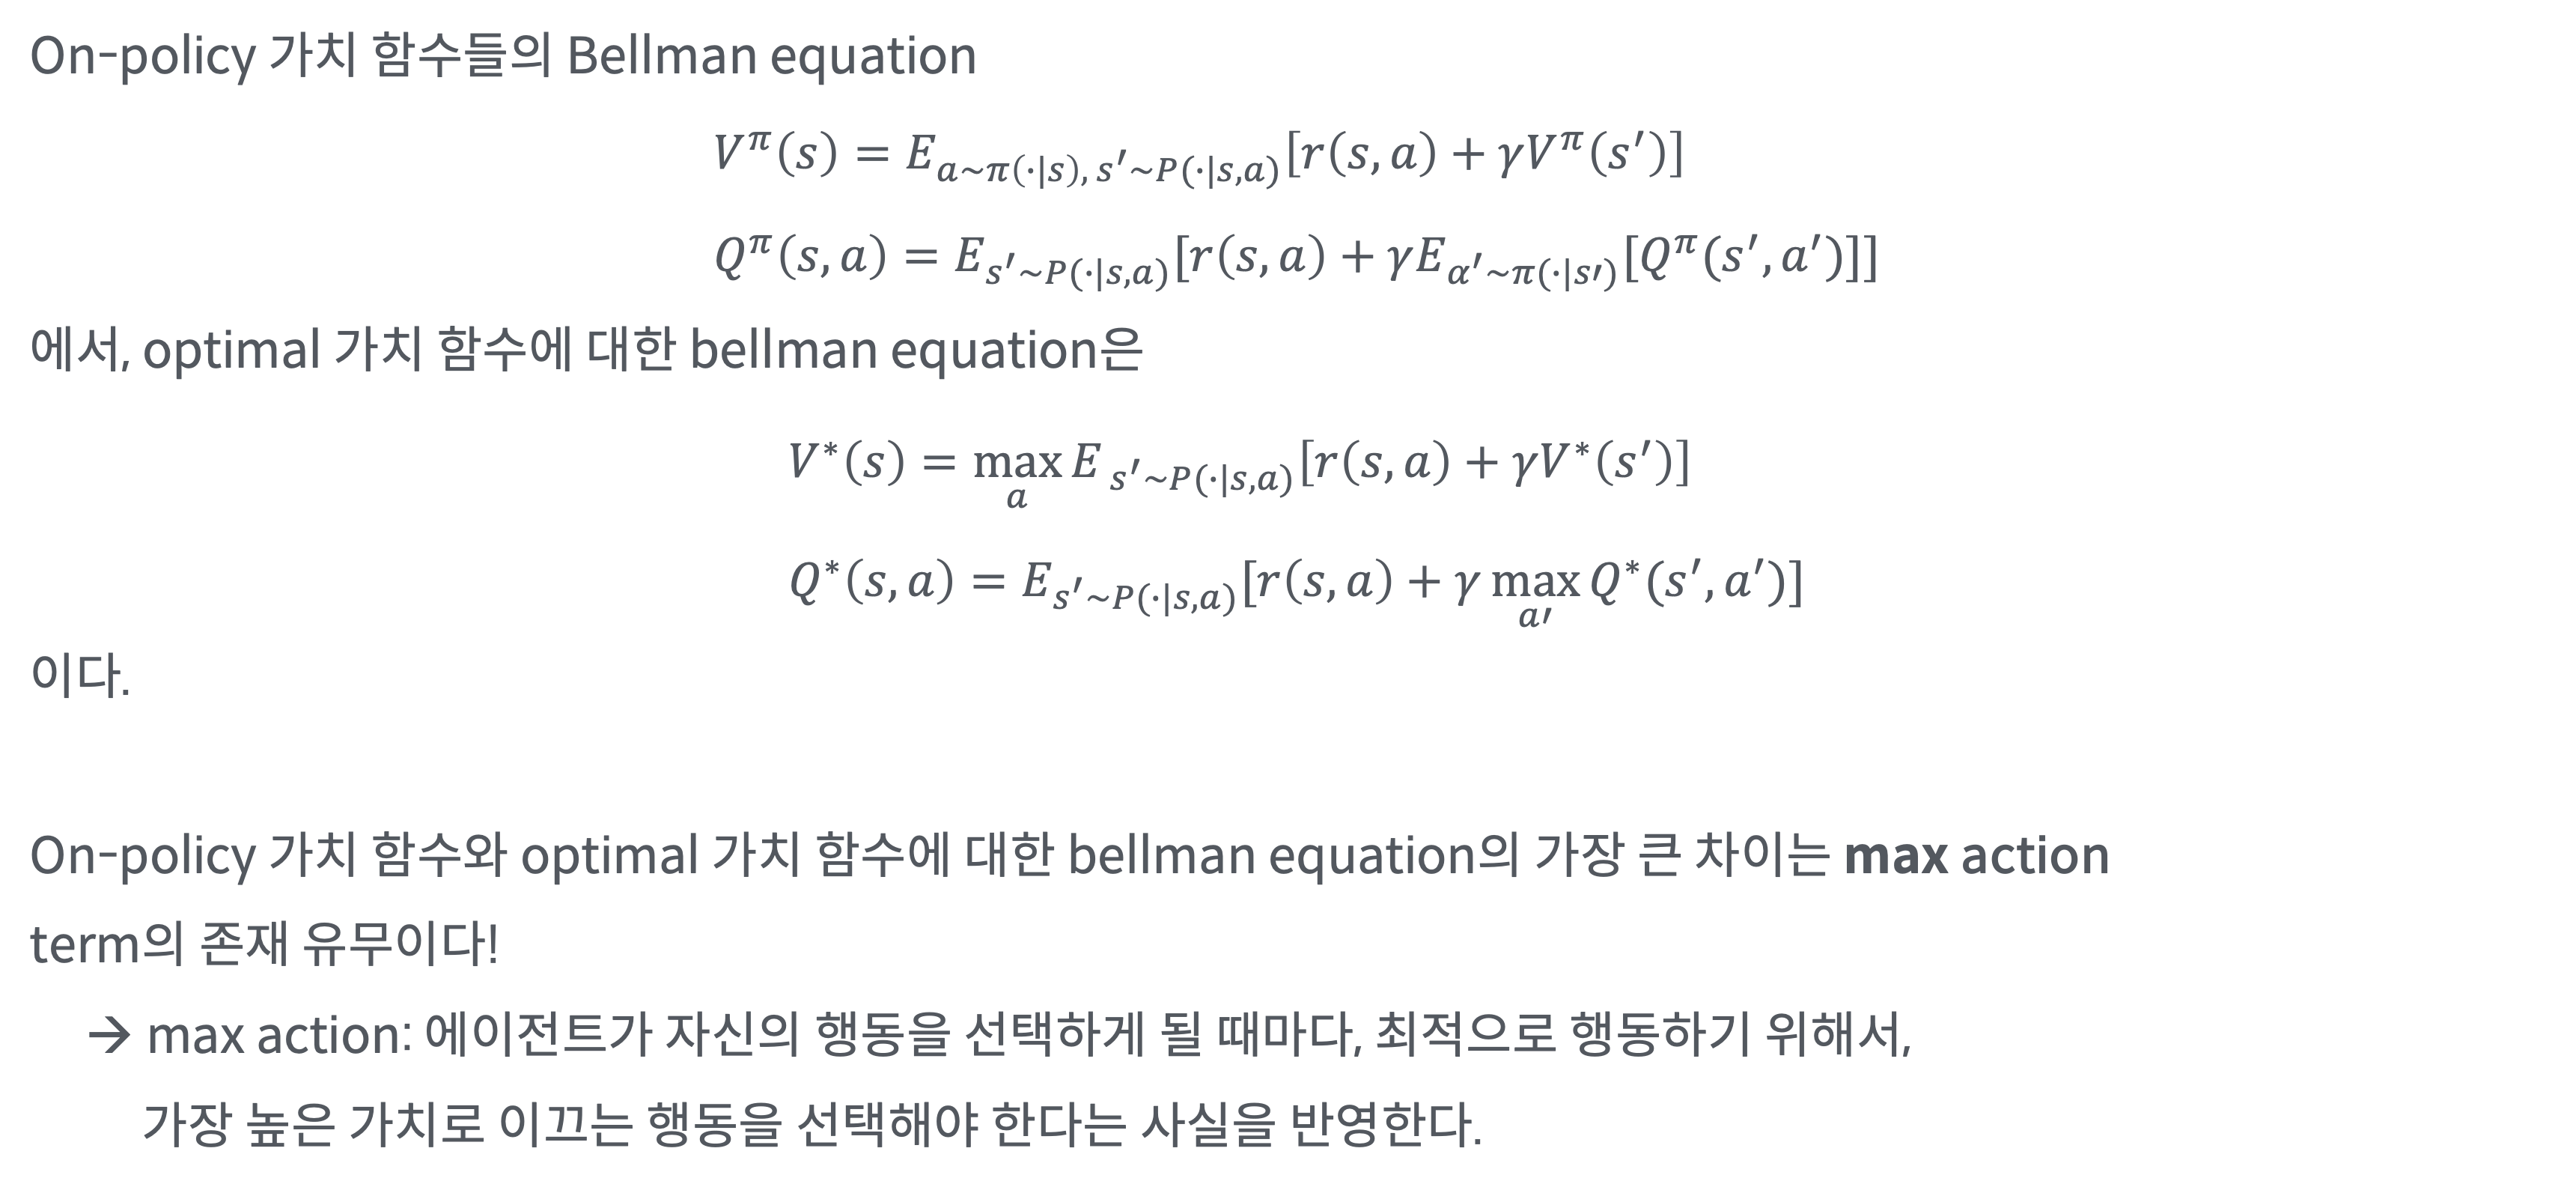 On-policy 가치 함수들의 Bellman equation
V^π(s) = E_{a~π(·|s), s′~P(·|s,a)}[r(s, a) + γV^π(s′)]
Q^π(s, a) = E_{s′~P(·|s,a)}[r(s, a) + γE_{α′~π(·|s′)}[Q^π(s′, a′)]]
에서, optimal 가치 함수에 대한 bellman equation은
V*(s) = max_a E_{s′~P(·|s,a)}[r(s, a) + γV*(s′)]
Q*(s, a) = E_{s′~P(·|s,a)}[r(s, a) + γ max_{a′} Q*(s′, a′)]
이다.
On-policy 가치 함수와 optimal 가치 함수에 대한 bellman equation의 가장 큰 차이는 max action
term의 존재 유무이다!
→ max action: 에이전트가 자신의 행동을 선택하게 될 때마다, 최적으로 행동하기 위해서,
가장 높은 가치로 이끄는 행동을 선택해야 한다는 사실을 반영한다.